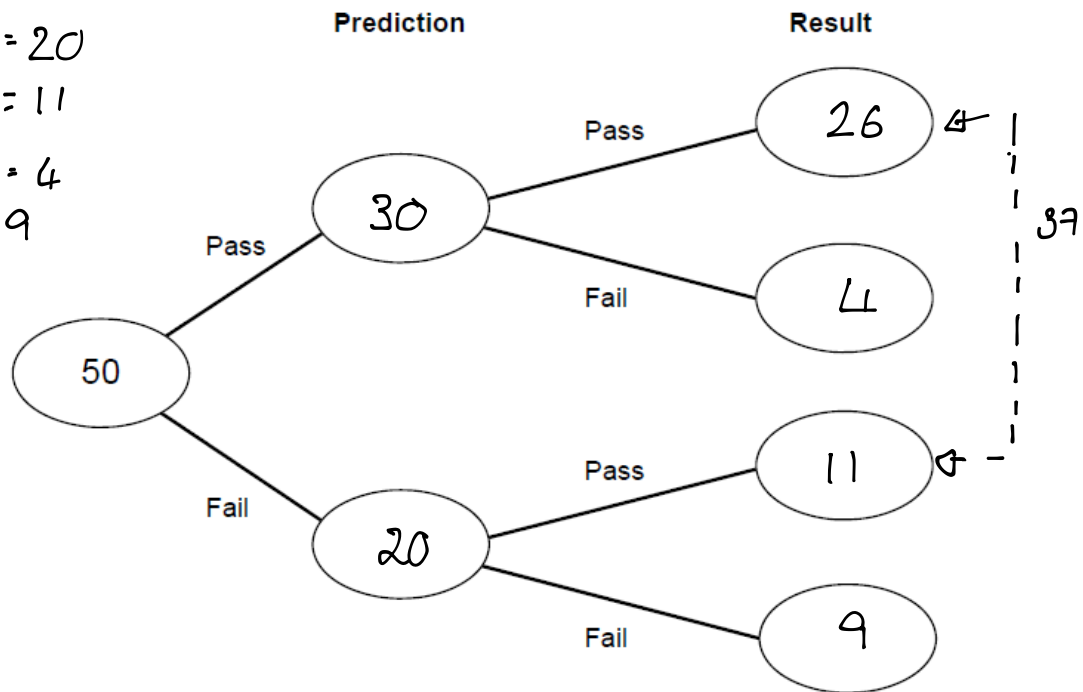 Prediction Result
= 20
= 11
= 4
9
Pass
26
30
37
Pass
Fail
4
50
Pass
11
Fail
20
Fail
9